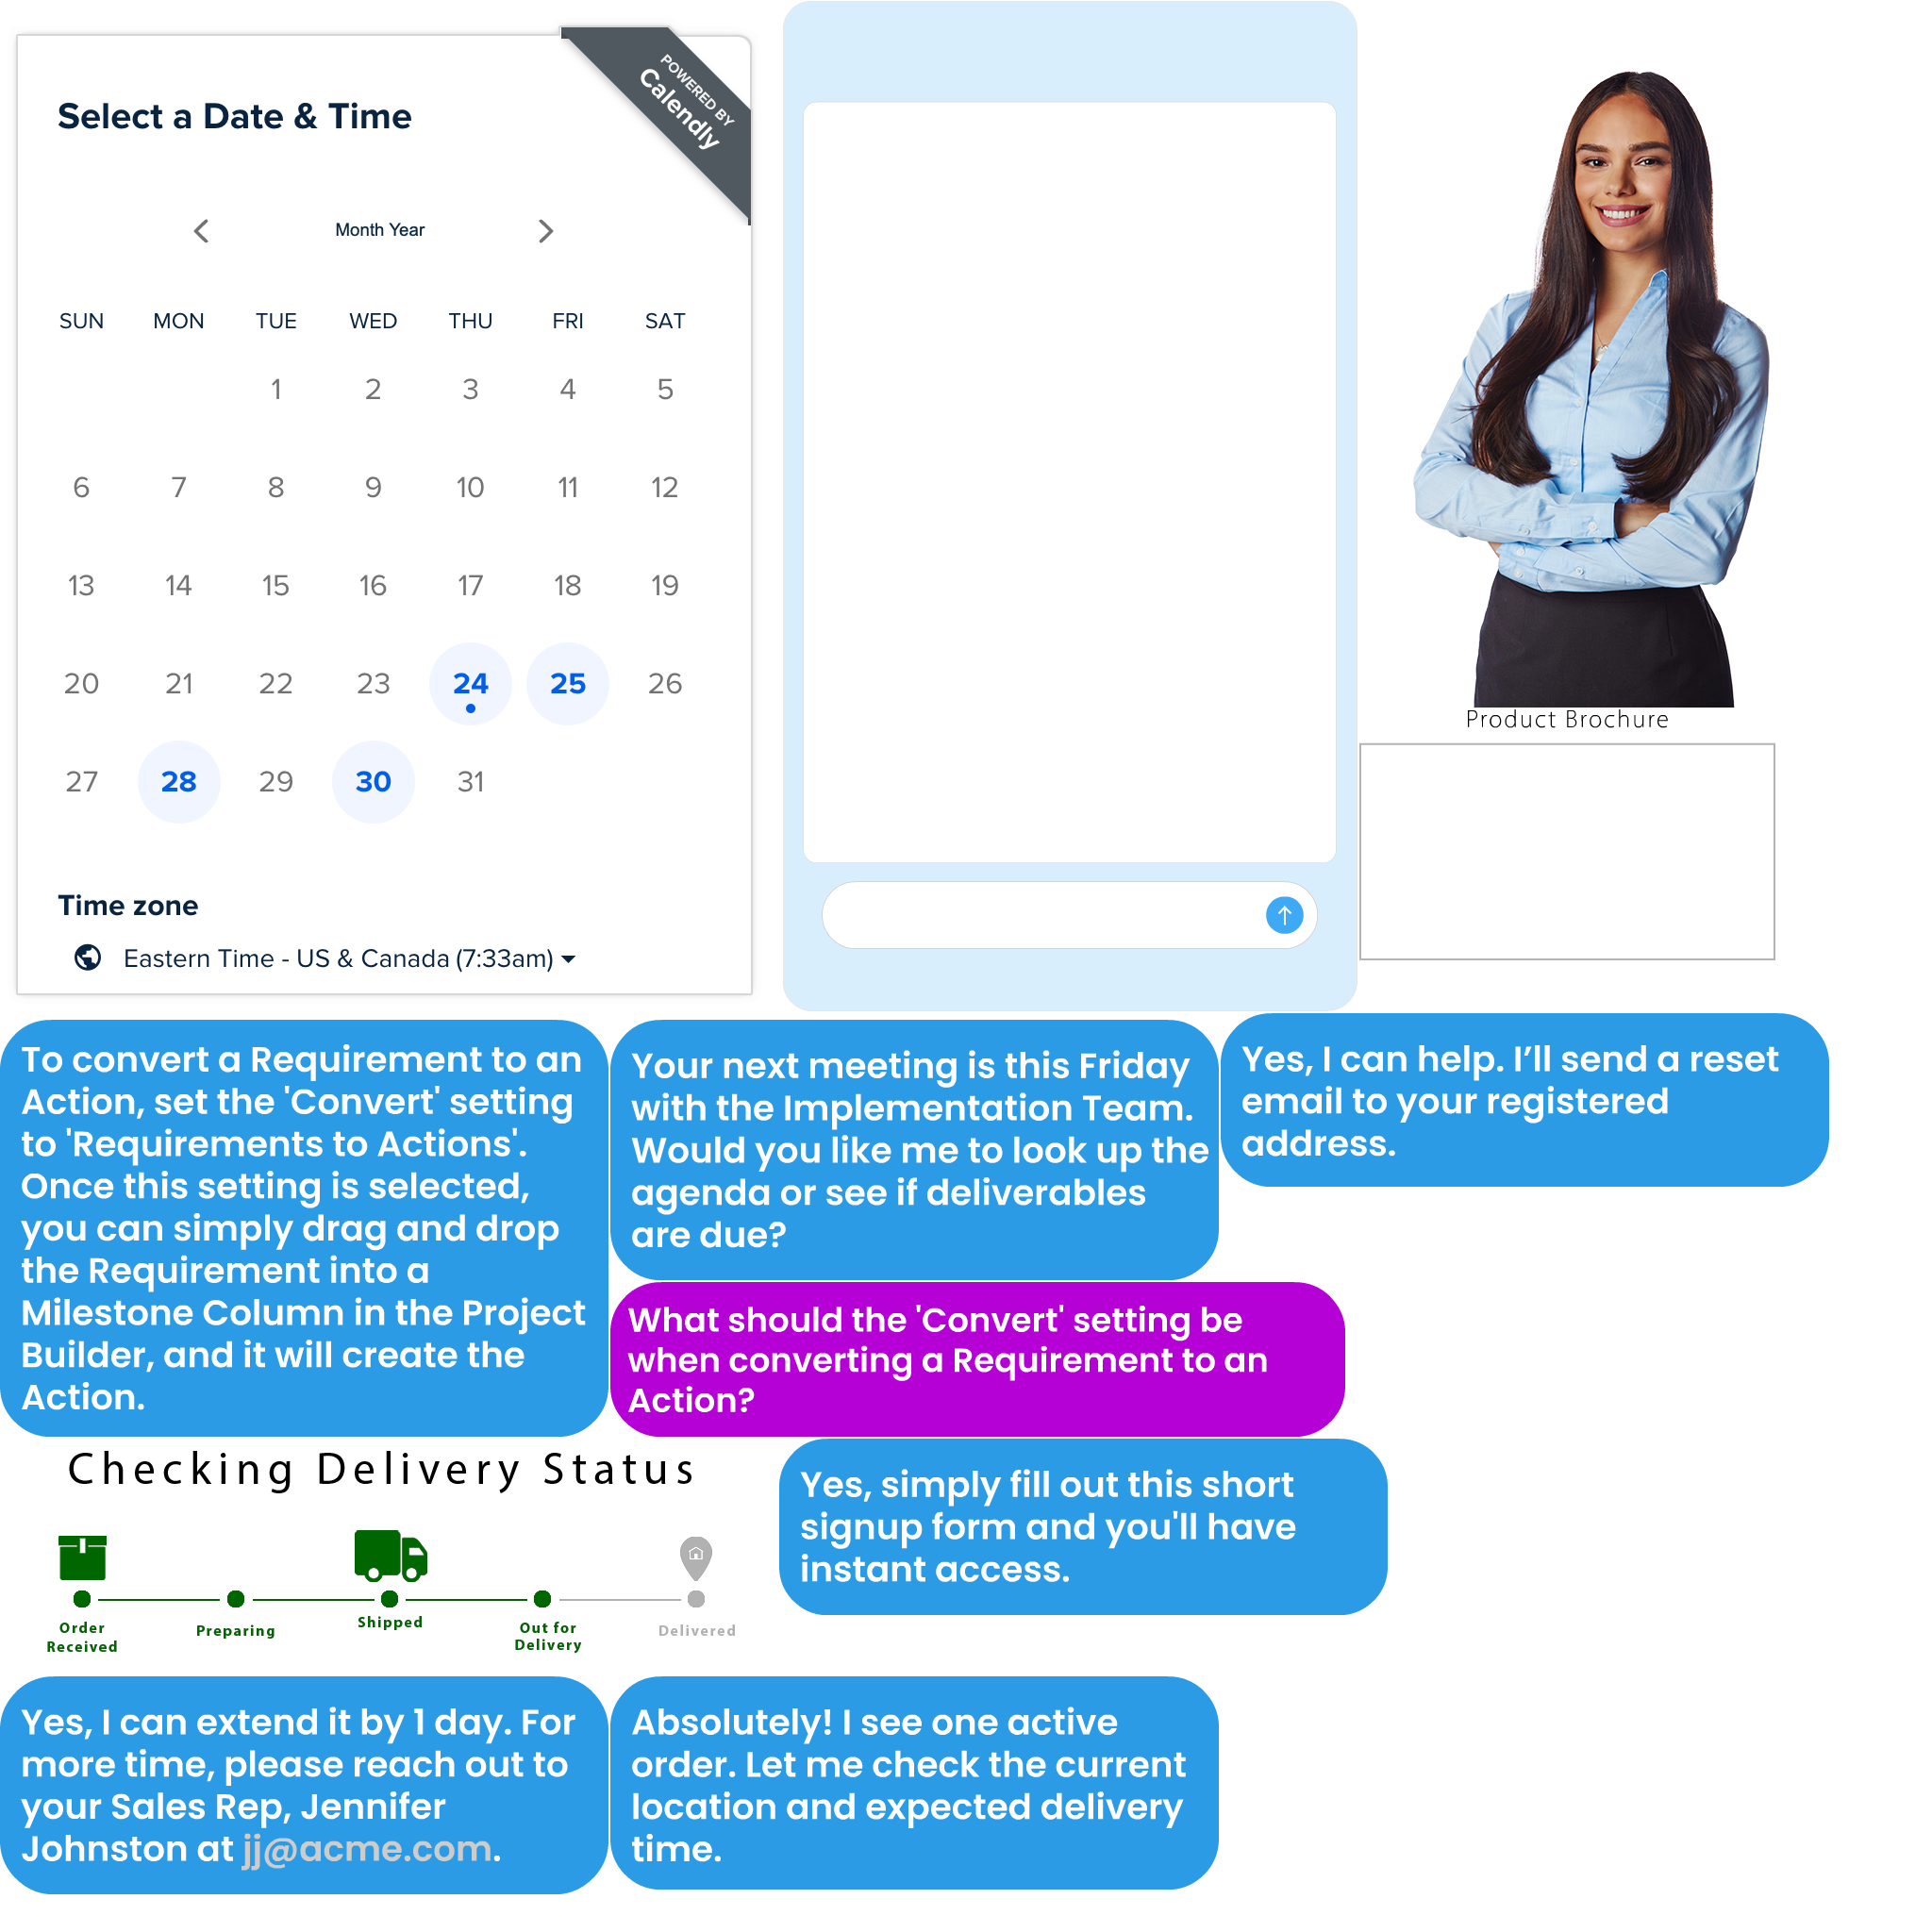 POWERED BY
Calendly
Select a Date & Time
Month Year
SUN MON TUE WED THU FRI SAT
1 2 3 4 5
6 7 8 9 10 11 12
13 14 15 16 17 18 19
20 21 22 23 24 25 26
27 28 29 30 31
Time zone
Eastern Time - US & Canada (7:33am)
Product Brochure
To convert a Requirement to an
Action, set the 'Convert' setting
to 'Requirements to Actions'.
Once this setting is selected,
you can simply drag and drop
the Requirement into a
Milestone Column in the Project
Builder, and it will create the
Action.
Your next meeting is this Friday
with the Implementation Team.
Would you like me to look up the
agenda or see if deliverables
are due?
Yes, I can help. I’ll send a reset
email to your registered
address.
What should the 'Convert' setting be
when converting a Requirement to an
Action?
Checking Delivery Status
Order
Received
Preparing
Shipped
Out for
Delivery
Delivered
Yes, simply fill out this short
signup form and you'll have
instant access.
Yes, I can extend it by 1 day. For
more time, please reach out to
your Sales Rep, Jennifer
Johnston at jj@acme.com.
Absolutely! I see one active
order. Let me check the current
location and expected delivery
time.